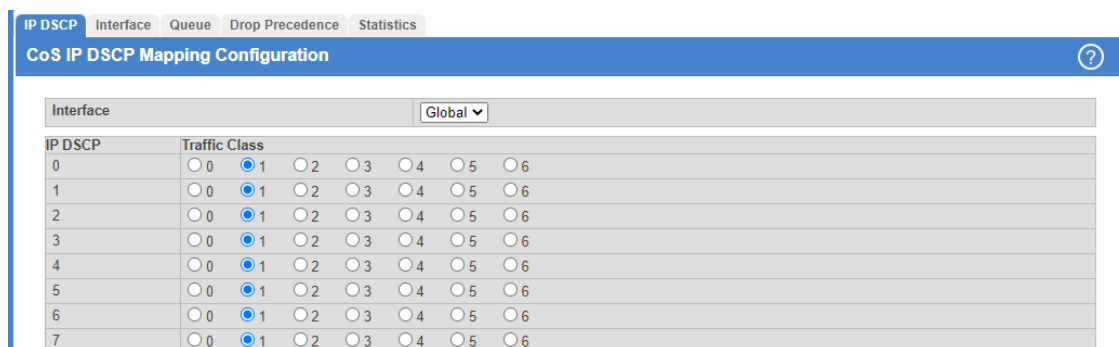 IP DSCP Interface Queue Drop Precedence Statistics
CoS IP DSCP Mapping Configuration ?
Interface Global
IP DSCP Traffic Class
0 0 1 2 3 4 5 6
1 0 1 2 3 4 5 6
2 0 1 2 3 4 5 6
3 0 1 2 3 4 5 6
4 0 1 2 3 4 5 6
5 0 1 2 3 4 5 6
6 0 1 2 3 4 5 6
7 0 1 2 3 4 5 6